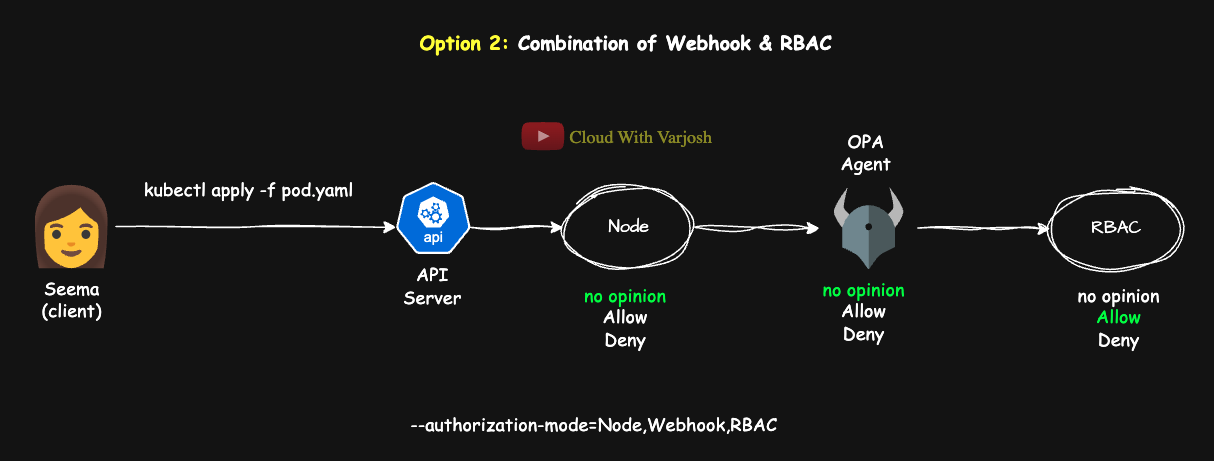 Option 2: Combination of Webhook & RBAC
Cloud With Varjosh
OPA
Agent
kubectl apply -f pod.yaml
api
Node
RBAC
API
Server
Seema
(client)
no opinion
Allow
Deny
no opinion
Allow
Deny
no opinion
Allow
Deny
--authorization-mode=Node,Webhook,RBAC